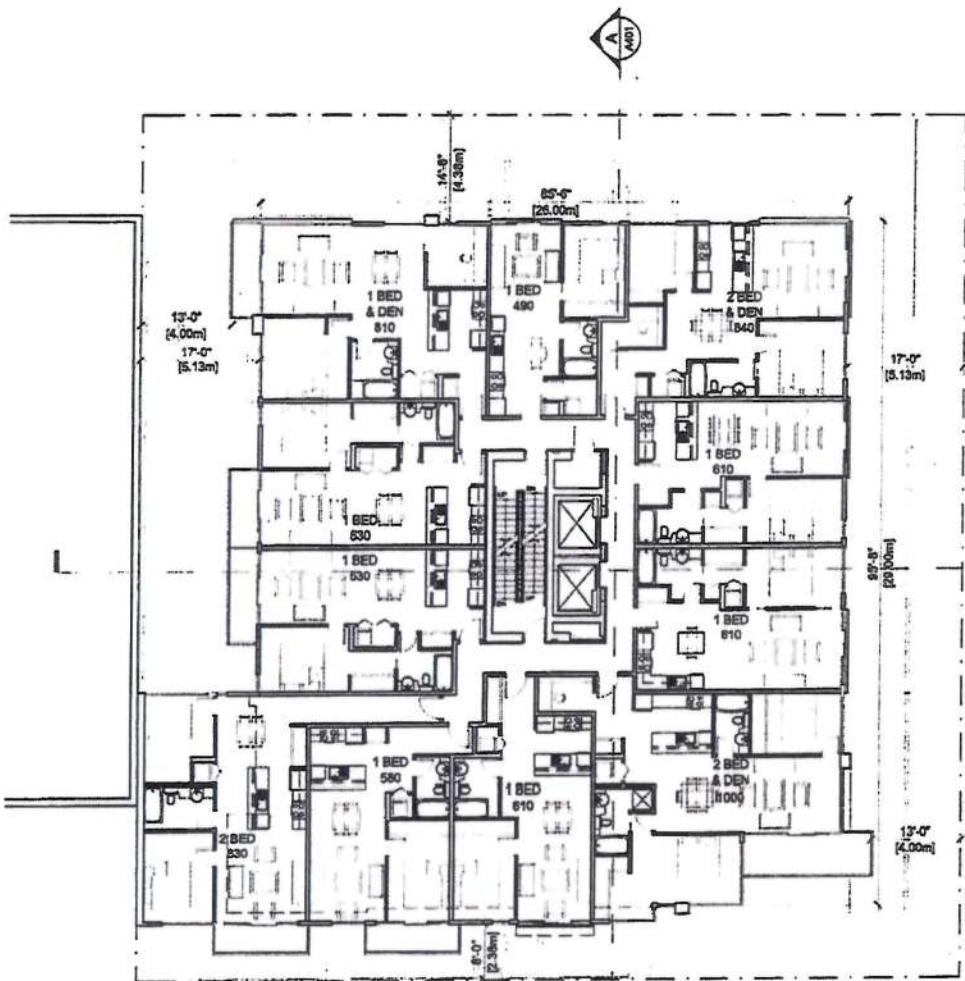 A
A401
14'-8"
[4.38m]
85'-6"
[26.00m]
1 BED
& DEN
810
1 BED
490
2 BED
& DEN
840
13'-0"
[4.00m]
17'-0"
[5.13m]
17'-0"
[5.13m]
1 BED
610
1 BED
630
1 BED
630
95'-8"
[29.00m]
1 BED
610
1 BED
580
1 BED
610
2 BED
& DEN
1000
2 BED
830
13'-0"
[4.00m]
8'-0"
[2.38m]